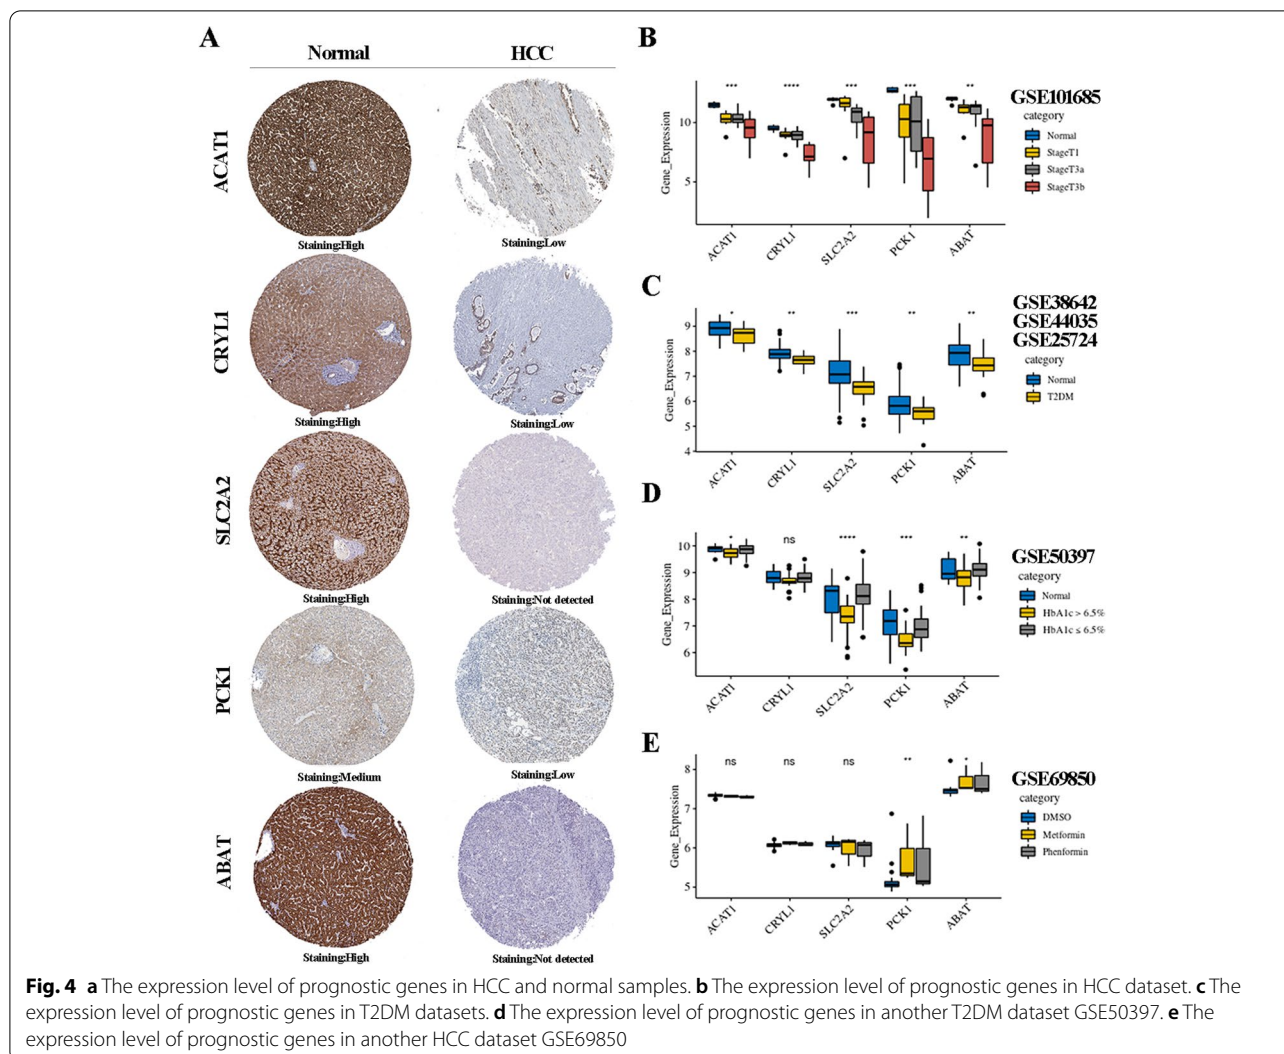 A
Normal HCC
ACAT1
Staining:High Staining:Low
CRYL1
Staining:High Staining:Low
SLC2A2
Staining:High Staining:Not detected
PCK1
Staining:Medium Staining:Low
ABAT
Staining:High Staining:Not detected
B
*** **** *** *** **
Gene_Expression
10
5
ACAT1 CRYL1 SLC2A2 PCK1 ABAT
GSE101685
category
Normal
StageT1
StageT3a
StageT3b
C
* ** *** ** **
Gene_Expression
9
8
7
6
5
4
ACAT1 CRYL1 SLC2A2 PCK1 ABAT
GSE38642
GSE44035
GSE25724
category
Normal
T2DM
D
* ns **** *** **
Gene_Expression
10
9
8
7
6
ACAT1 CRYL1 SLC2A2 PCK1 ABAT
GSE50397
category
Normal
HbA1c > 6.5%
HbA1c ≤ 6.5%
E
ns ns ns ** *
Gene_Expression
8
7
6
5
ACAT1 CRYL1 SLC2A2 PCK1 ABAT
GSE69850
category
DMSO
Metformin
Phenformin
Fig. 4 a The expression level of prognostic genes in HCC and normal samples. b The expression level of prognostic genes in HCC dataset. c The
expression level of prognostic genes in T2DM datasets. d The expression level of prognostic genes in another T2DM dataset GSE50397. e The
expression level of prognostic genes in another HCC dataset GSE69850